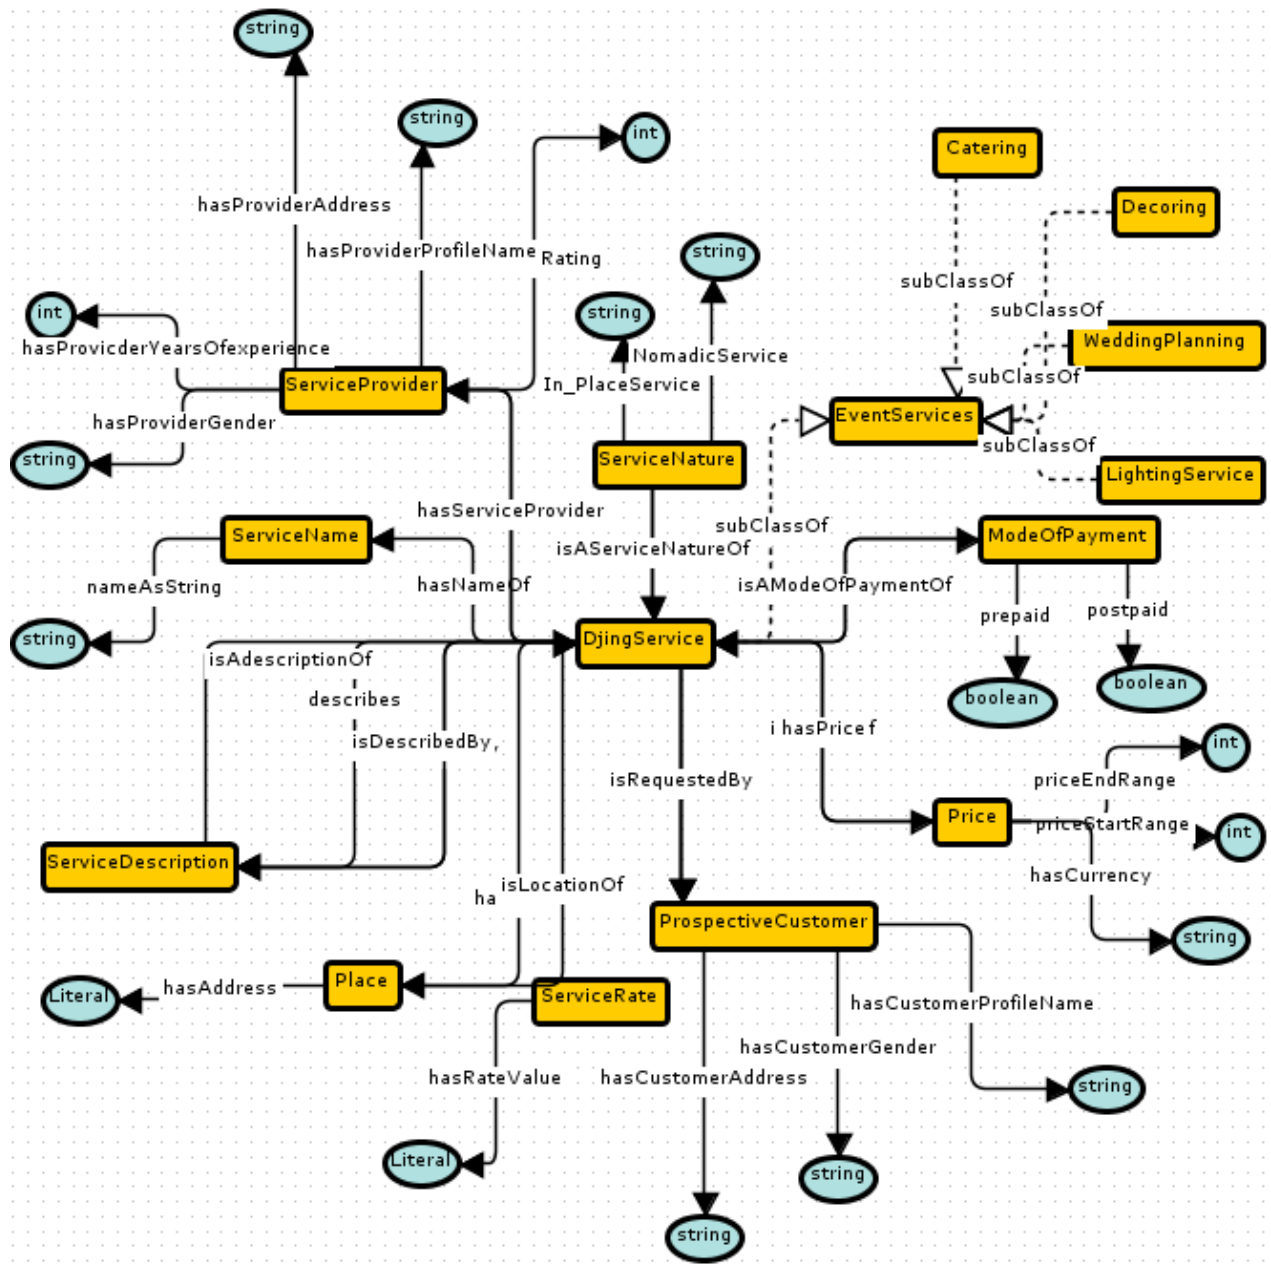 string
string
int
Catering
Decoring
hasProviderAddress
hasProviderProfileName
Rating
string
string
subClassOf
subClassOf
int
hasProvicderYearsOfexperience
NomadicService
WeddingPlanning
ServiceProvider
In_PlaceService
subClassOf
hasProviderGender
EventServices
subClassOf
string
ServiceNature
LightingService
hasServiceProvider
subClassOf
ServiceName
isAServiceNatureOf
ModeOfPayment
nameAsString
hasNameOf
isAModeOfPaymentOf
prepaid
postpaid
string
DjingService
isAdescriptionOf
describes
boolean
boolean
isDescribedBy,
i hasPrice f
int
isRequestedBy
priceEndRange
Price
priceStartRange
int
ServiceDescription
hasCurrency
isLocationOf
ha
ProspectiveCustomer
string
Place
Literal
hasAddress
ServiceRate
hasCustomerProfileName
hasCustomerGender
hasRateValue
hasCustomerAddress
string
Literal
string
string